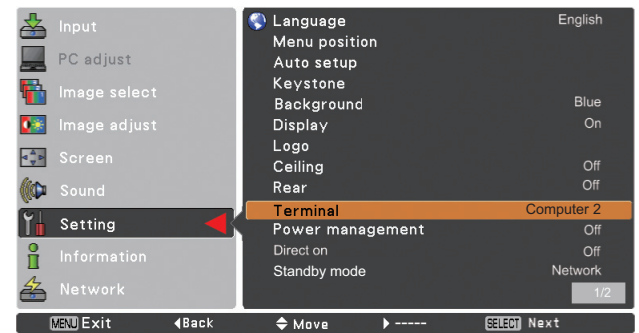 Input
PC adjust
Image select
Image adjust
Screen
Sound
Setting
Information
Network
Language English
Menu position
Auto setup
Keystone
Background Blue
Display On
Logo
Ceiling Off
Rear Off
Terminal Computer 2
Power management Off
Direct on Off
Standby mode Network
1/2
MENU Exit Back Move ----- SELECT Next